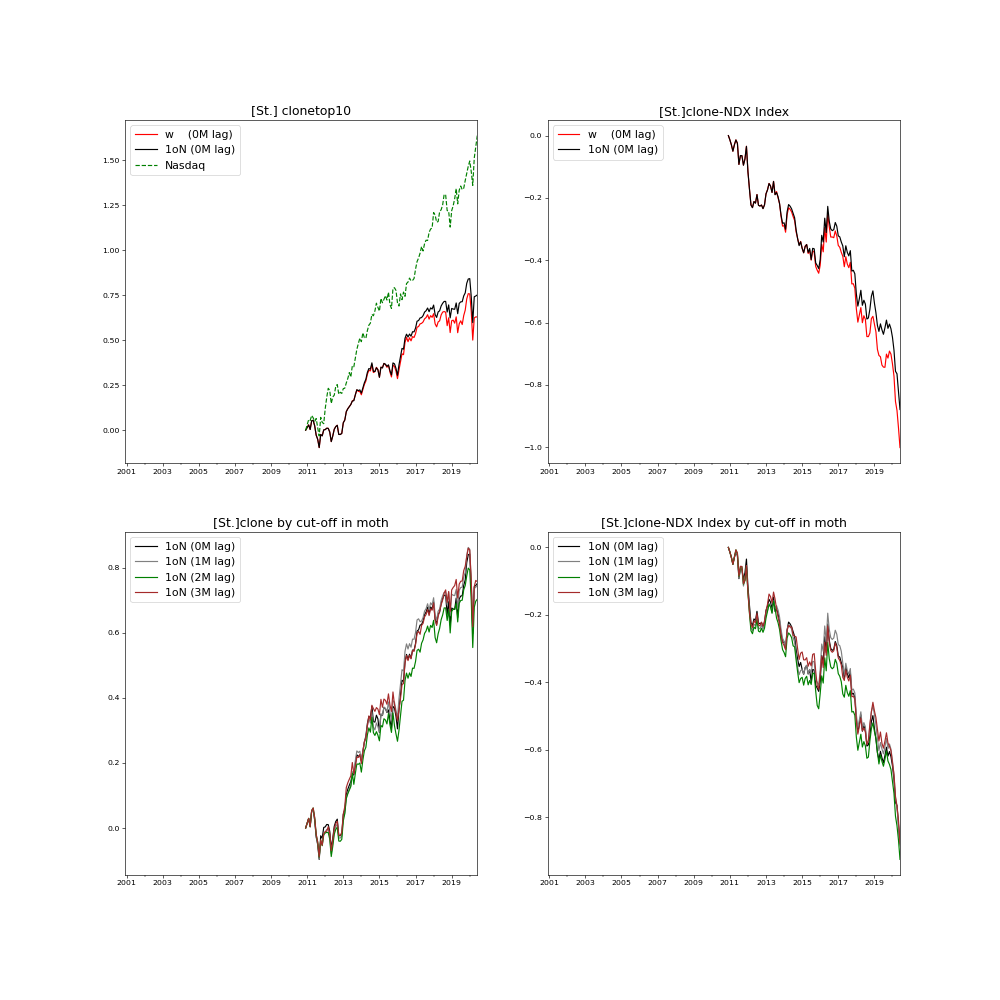 [St.] clonetop10
w (0M lag)
1oN (0M lag)
Nasdaq
1.50
1.25
1.00
0.75
0.50
0.25
0.00
2001 2003 2005 2007 2009 2011 2013 2015 2017 2019
[St.]clone-NDX Index
w (0M lag)
1oN (0M lag)
0.0
−0.2
−0.4
−0.6
−0.8
−1.0
2001 2003 2005 2007 2009 2011 2013 2015 2017 2019
[St.]clone by cut-off in moth
1oN (0M lag)
1oN (1M lag)
1oN (2M lag)
1oN (3M lag)
0.8
0.6
0.4
0.2
0.0
2001 2003 2005 2007 2009 2011 2013 2015 2017 2019
[St.]clone-NDX Index by cut-off in moth
1oN (0M lag)
1oN (1M lag)
1oN (2M lag)
1oN (3M lag)
0.0
−0.2
−0.4
−0.6
−0.8
2001 2003 2005 2007 2009 2011 2013 2015 2017 2019